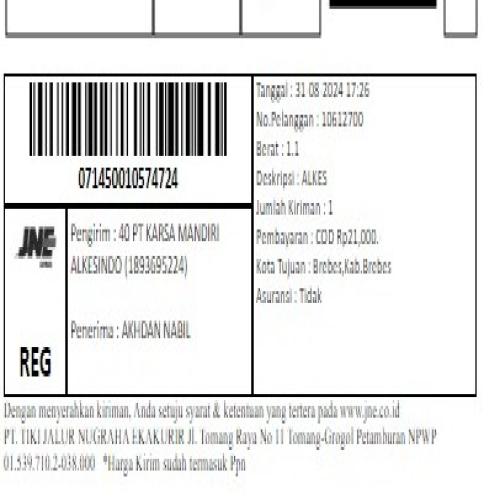 071450010574724
JNE
REG
Pengirim : 40 PT KARSA MANDIRI
ALKESINDO (1893695224)
Penerima : AKHDAN NABIL
Tanggal : 31 08 2024 17:26
No.Pelanggan : 10612700
Berat : 1.1
Deskripsi : ALKES
Jumlah Kiriman : 1
Pembayaran : COD Rp21,000.
Kota Tujuan : Brebes,Kab.Brebes
Asuransi : Tidak
Dengan menyerahkan kiriman, Anda setuju syarat & ketentuan yang tertera pada www.jne.co.id
PT. TIKI JALUR NUGRAHA EKAKURIR Jl. Tomang Raya No 11 Tomang-Grogol Petamburan NPWP
01.539.710.2-038.000 *Harga Kirim sudah termasuk Ppn